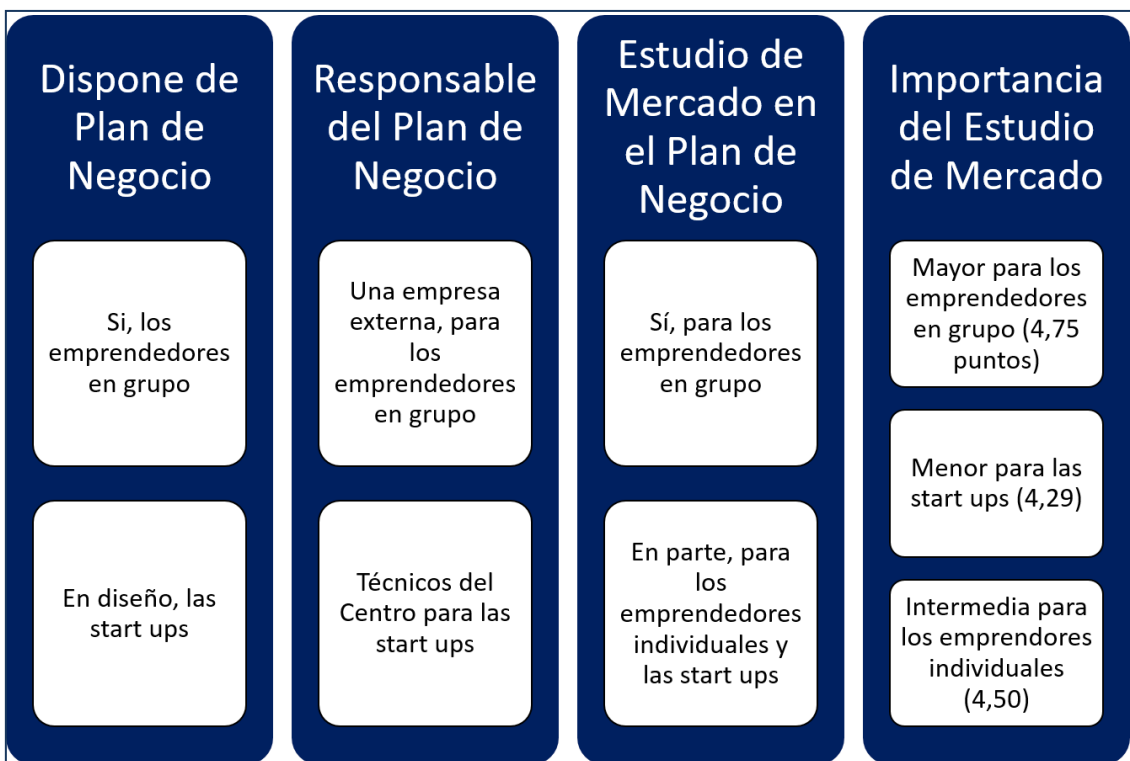 Dispone de
Plan de
Negocio
Si, los
emprendedores
en grupo
En diseño, las
start ups
Responsable
del Plan de
Negocio
Una empresa
externa, para
los
emprendedores
en grupo
Técnicos del
Centro para las
start ups
Estudio de
Mercado en
el Plan de
Negocio
Sí, para los
emprendedores
en grupo
En parte, para
los
emprendedores
individuales y
las start ups
Importancia
del Estudio
de Mercado
Mayor para los
emprendedores
en grupo (4,75
puntos)
Menor para las
start ups (4,29)
Intermedia para
los emprendores
individuales
(4,50)